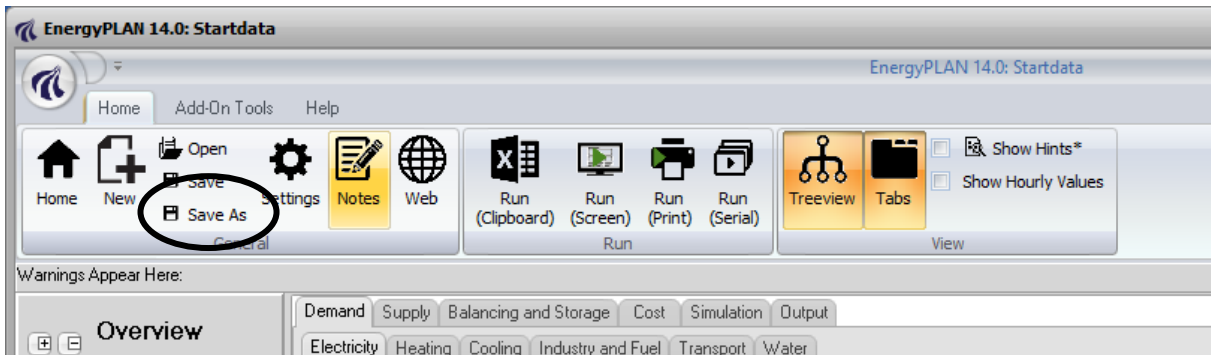 EnergyPLAN 14.0: Startdata
EnergyPLAN 14.0: Startdata
Home Add-On Tools Help
Home New Open Save Save As Settings Notes Web
Run (Clipboard) Run (Screen) Run (Print) Run (Serial)
Treeview Tabs Show Hints* Show Hourly Values
General Run View
Warnings Appear Here:
Overview
Demand Supply Balancing and Storage Cost Simulation Output
Electricity Heating Cooling Industry and Fuel Transport Water